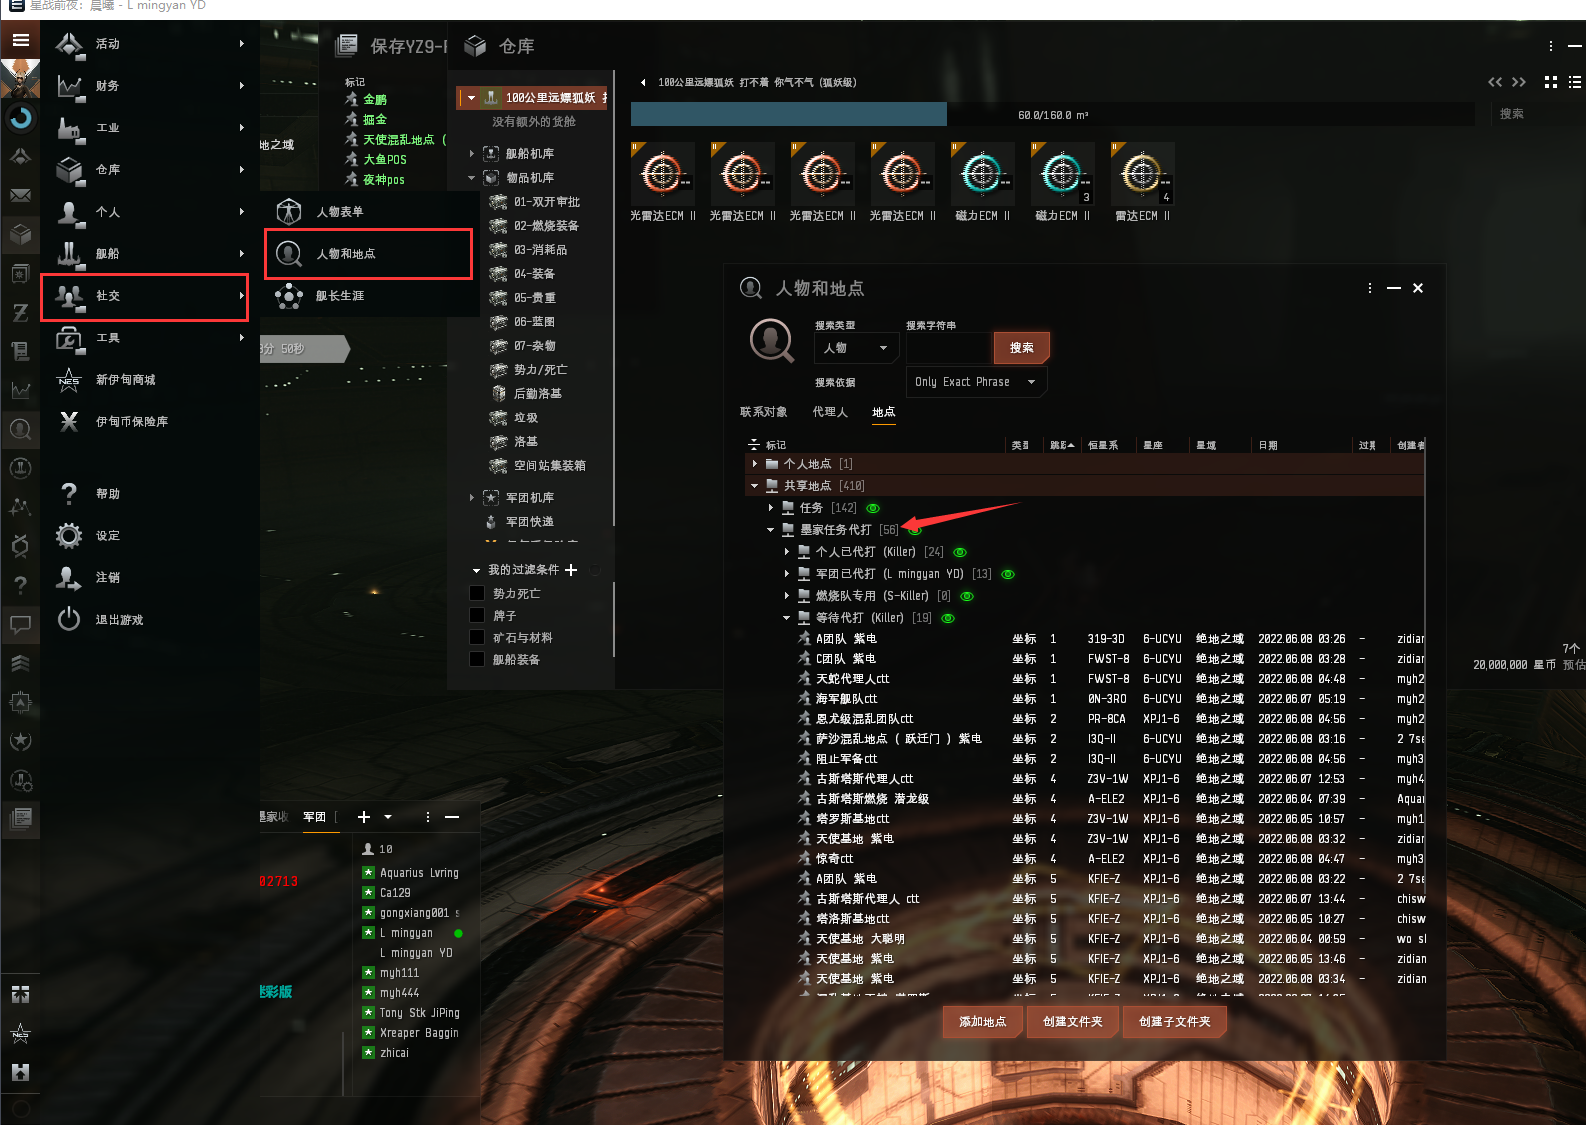 星战前夜：晨曦 - L mingyan YD
活动
财务
工业
仓库
个人
舰船
社交
工具
新伊甸商城
伊甸币保险库
帮助
设定
注销
退出游戏
人物表单
人物和地点
舰长生涯
保存YZ9-F
标记
金鹏
掘金
天使混乱地点 (
大鱼POS
夜神pos
地之域
分 50秒
仓库
100公里远嫖狐妖 打
没有额外的货舱
舰船机库
物品机库
01-双开审批
02-燃烧装备
03-消耗品
04-装备
05-贵重
06-蓝图
07-杂物
势力/死亡
后勤洛基
垃圾
洛基
空间站集装箱
军团机库
军团快递
我的过滤条件
势力死亡
牌子
矿石与材料
舰船装备
100公里远嫖狐妖 打不着 你气不气 (狐妖级)
60.0/160.0 m³
搜索
光雷达ECM II
光雷达ECM II
光雷达ECM II
光雷达ECM II
磁力ECM II
3
磁力ECM II
4
雷达ECM II
7个
20,000,000 星币 预估
人物和地点
搜索类型 搜索字符串
人物
搜索
搜索依据
Only Exact Phrase
联系对象 代理人 地点
标记 类型 跳跃 恒星系 星座 星域 日期 过期 创建者
个人地点 [1]
共享地点 [410]
任务 [142]
墨家任务代打 [56]
个人已代打 (Killer) [24]
军团已代打 (L mingyan YD) [13]
燃烧队专用 (S-Killer) [0]
等待代打 (Killer) [19]
A团队 紫电 坐标 1 319-3D 6-UCYU 绝地之域 2022.06.08 03:26 - zidian
C团队 紫电 坐标 1 FWST-8 6-UCYU 绝地之域 2022.06.08 03:28 - zidian
天蛇代理人ctt 坐标 1 FWST-8 6-UCYU 绝地之域 2022.06.08 04:48 - myh2
海军舰队ctt 坐标 1 0N-3RO 6-UCYU 绝地之域 2022.06.07 05:19 - myh2
恩尤级混乱团队ctt 坐标 2 PR-8CA XPJ1-6 绝地之域 2022.06.08 04:56 - myh2
萨沙混乱地点 ( 跃迁门 ) 紫电 坐标 2 I3Q-II 6-UCYU 绝地之域 2022.06.08 03:16 - 2 7se
阻止军备ctt 坐标 2 I3Q-II 6-UCYU 绝地之域 2022.06.08 04:56 - myh3
古斯塔斯代理人ctt 坐标 4 Z3V-1W XPJ1-6 绝地之域 2022.06.07 12:53 - myh4
古斯塔斯燃烧 潜龙级 坐标 4 A-ELE2 XPJ1-6 绝地之域 2022.06.04 07:39 - Aquar
塔罗斯基地ctt 坐标 4 Z3V-1W XPJ1-6 绝地之域 2022.06.05 10:57 - myh1
天使基地 紫电 坐标 4 Z3V-1W XPJ1-6 绝地之域 2022.06.08 03:32 - zidian
惊奇ctt 坐标 4 A-ELE2 XPJ1-6 绝地之域 2022.06.08 04:47 - myh3
A团队 紫电 坐标 5 KFIE-Z XPJ1-6 绝地之域 2022.06.08 03:22 - 2 7se
古斯塔斯代理人 ctt 坐标 5 KFIE-Z XPJ1-6 绝地之域 2022.06.07 13:44 - chisw
塔洛斯基地ctt 坐标 5 KFIE-Z XPJ1-6 绝地之域 2022.06.05 10:27 - chisw
天使基地 大聪明 坐标 5 KFIE-Z XPJ1-6 绝地之域 2022.06.04 00:59 - wo sl
天使基地 紫电 坐标 5 KFIE-Z XPJ1-6 绝地之域 2022.06.05 13:46 - zidian
天使基地 紫电 坐标 5 KFIE-Z XPJ1-6 绝地之域 2022.06.08 03:34 - zidian
添加地点 创建文件夹 创建子文件夹
墨家收 军团 [
10
02713
Aquarius Lvring
Ca129
gongxiang001 s
L mingyan
L mingyan YD
myh111
myh444
迷彩版
Tony Stk JiPing
Xreaper Baggin
zhicai